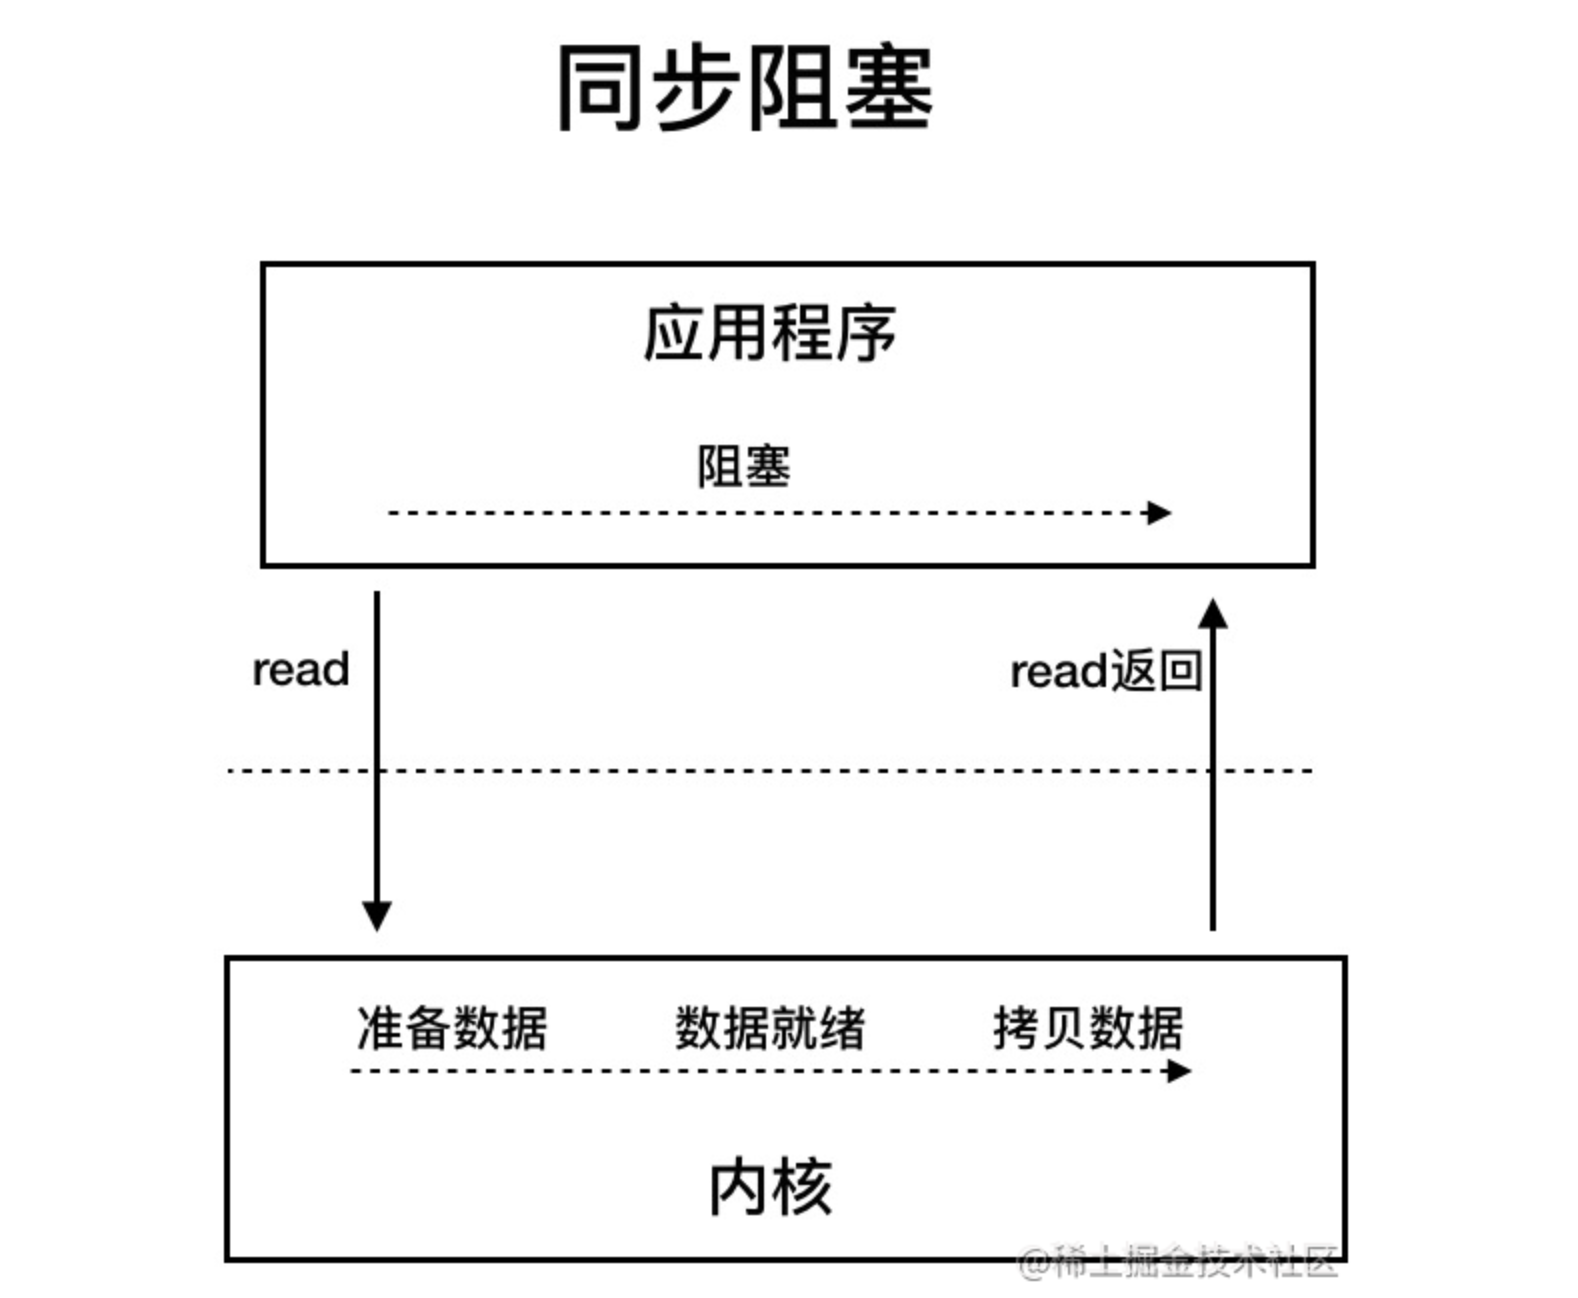 同步阻塞
应用程序
阻塞
read
read返回
准备数据 数据就绪 拷贝数据
内核
@稀土掘金技术社区